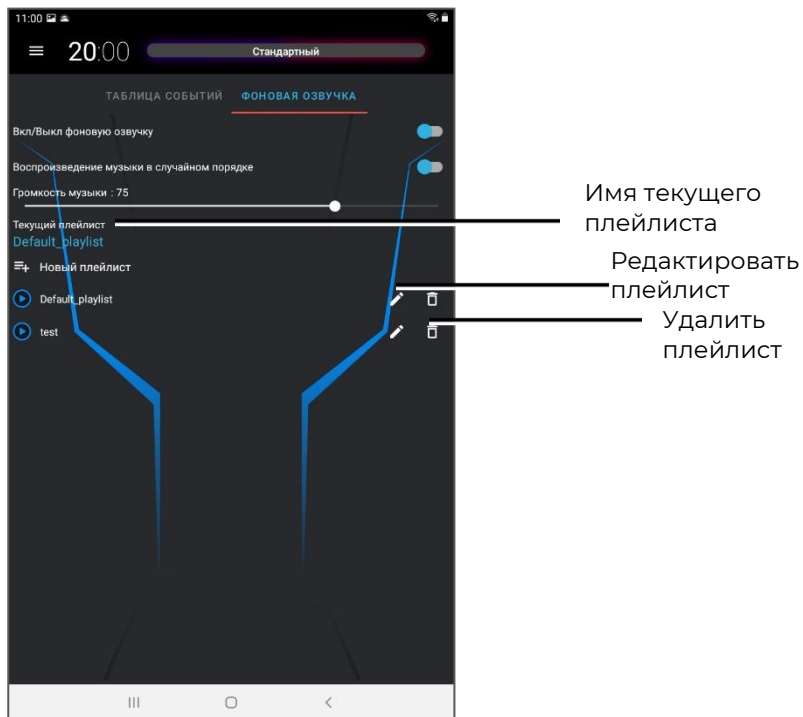 11:00
20:00
Стандартный
ТАБЛИЦА СОБЫТИЙ ФОНОВАЯ ОЗВУЧКА
Вкл/Выкл фоновую озвучку
Воспроизведение музыки в случайном порядке
Громкость музыки : 75
Текущий плейлист
Default_playlist
Новый плейлист
Default_playlist
test
Имя текущего
плейлиста
Редактировать
плейлист
Удалить
плейлист